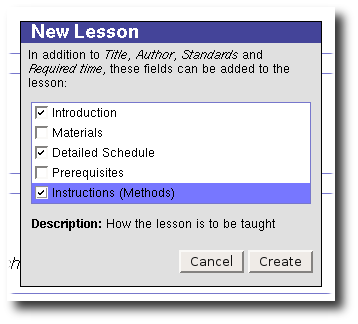 New Lesson
In addition to Title, Author, Standards and
Required time, these fields can be added to the
lesson:
Introduction
Materials
Detailed Schedule
Prerequisites
Instructions (Methods)
Description: How the lesson is to be taught
Cancel Create